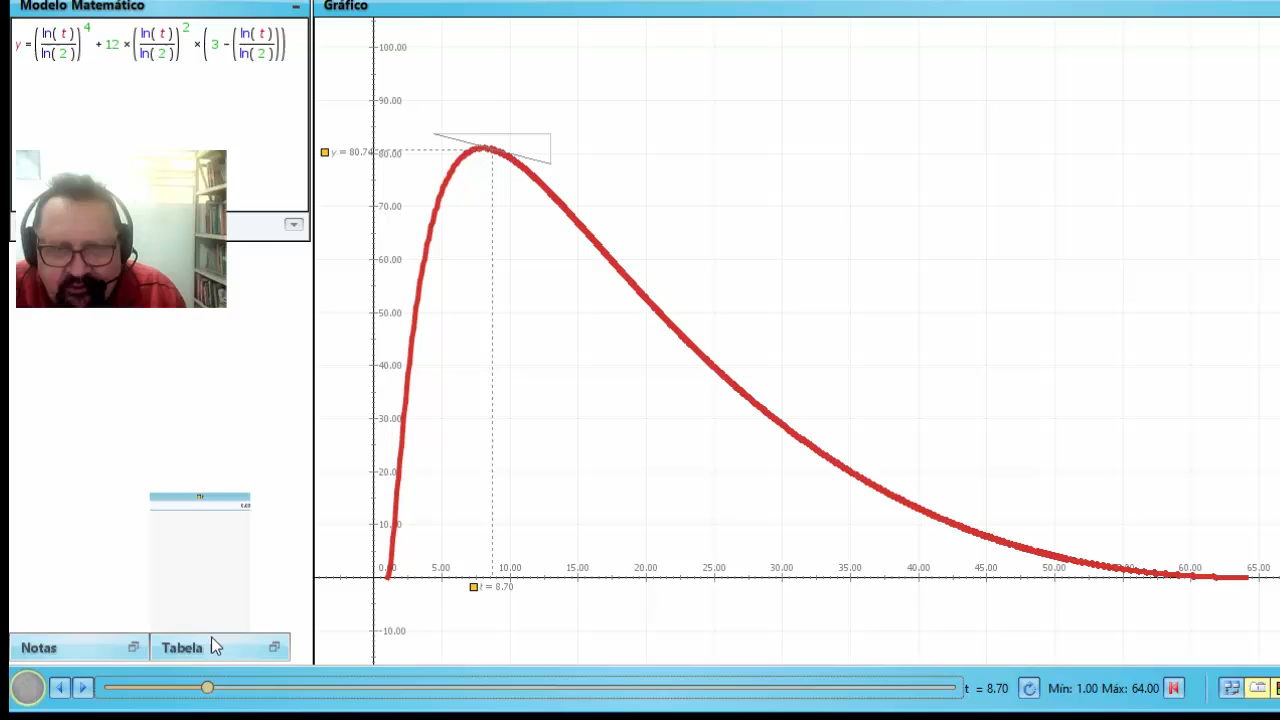 Modelo Matemático
Gráfico
y = (ln( t ) / ln( 2 ))^4 + 12 × (ln( t ) / ln( 2 ))^2 × (3 − (ln( t ) / ln( 2 )))
100.00
90.00
y = 80.74
80.00
70.00
60.00
50.00
40.00
30.00
20.00
10.00
0.00 5.00 10.00 15.00 20.00 25.00 30.00 35.00 40.00 45.00 50.00 55.00 60.00 65.00
t = 8.70
-10.00
Notas
Tabela
t = 8.70
Mín: 1.00 Máx: 64.00